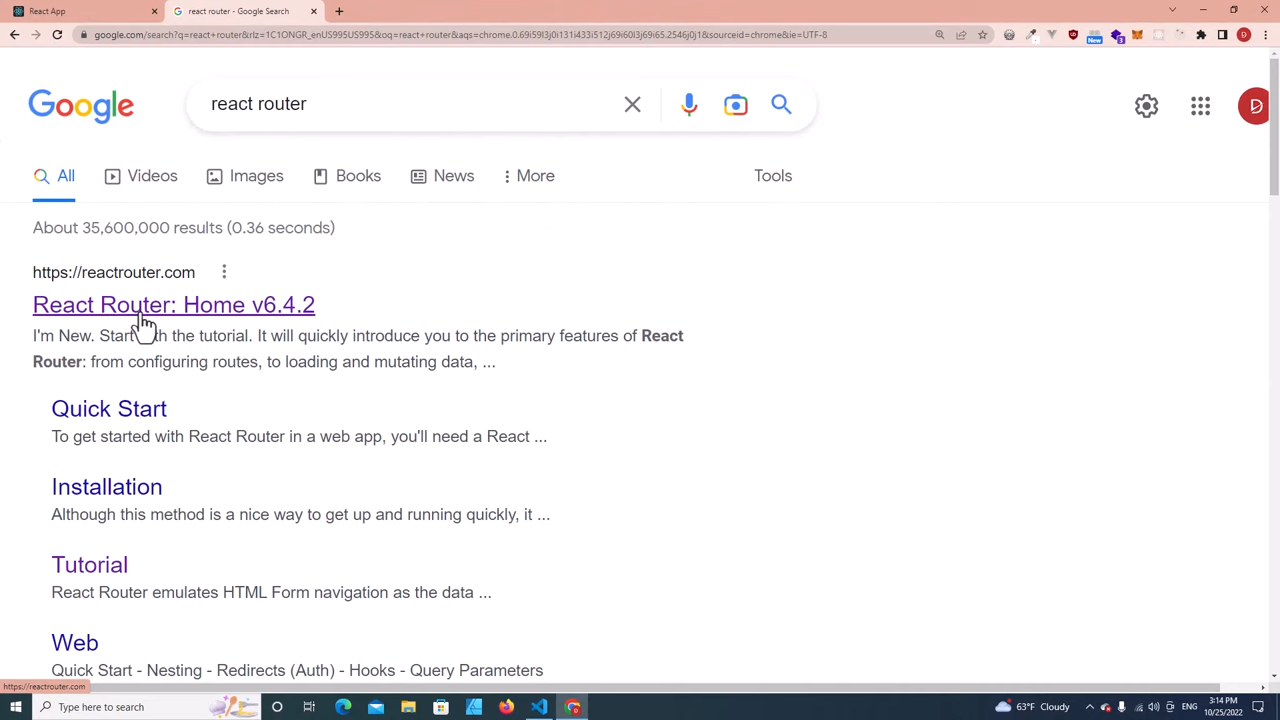 React App
react router - Google Search
google.com/search?q=react+router&rlz=1C1ONGR_enUS995US995&oq=react+router&aqs=chrome.0.69i59l3j0i131i433i512j69i60l3j69i65.2546j0j1&sourceid=chrome&ie=UTF-8
New
3
D
Google
react router
D
All
Videos
Images
Books
News
More
Tools
About 35,600,000 results (0.36 seconds)
https://reactrouter.com
React Router: Home v6.4.2
I'm New. Start the tutorial. It will quickly introduce you to the primary features of React
Router: from configuring routes, to loading and mutating data, ...
Quick Start
To get started with React Router in a web app, you'll need a React ...
Installation
Although this method is a nice way to get up and running quickly, it ...
Tutorial
React Router emulates HTML Form navigation as the data ...
Web
Quick Start - Nesting - Redirects (Auth) - Hooks - Query Parameters
https://reactrouter.com
Type here to search
63°F Cloudy
3:14 PM
10/25/2022